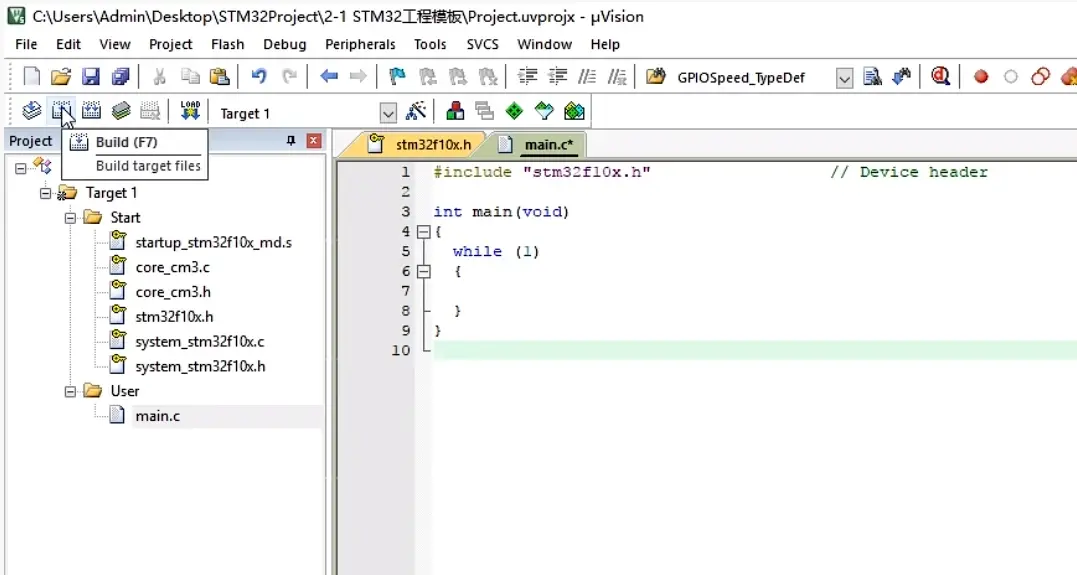 C:\Users\Admin\Desktop\STM32Project\2-1 STM32工程模板\Project.uvprojx - µVision
File Edit View Project Flash Debug Peripherals Tools SVCS Window Help
GPIOSpeed_TypeDef
LOAD Target 1
Project
Build (F7)
Build target files
Target 1
Start
startup_stm32f10x_md.s
core_cm3.c
core_cm3.h
stm32f10x.h
system_stm32f10x.c
system_stm32f10x.h
User
main.c
stm32f10x.h main.c*
1 #include "stm32f10x.h" // Device header
2
3 int main(void)
4 {
5 while (1)
6 {
7
8 }
9 }
10